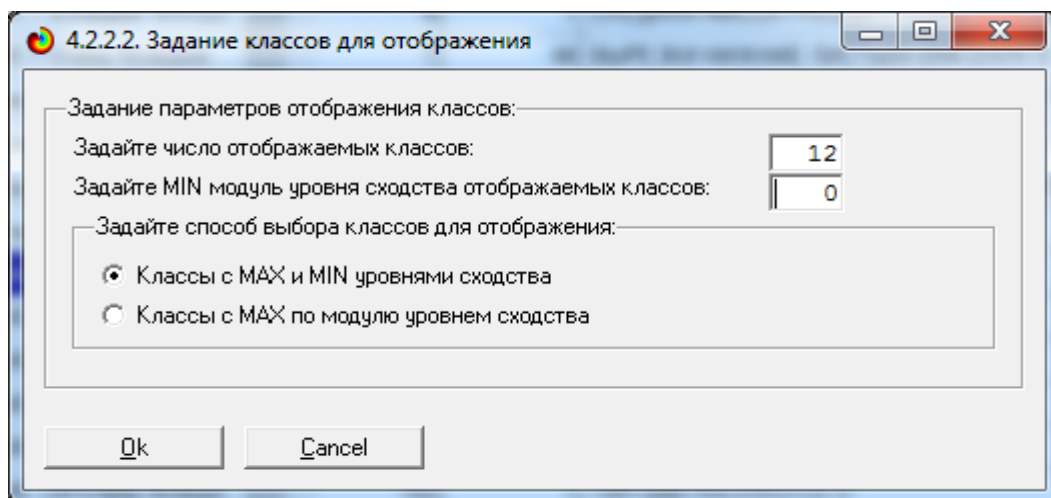 4.2.2.2. Задание классов для отображения
Задание параметров отображения классов:
Задайте число отображаемых классов: 12
Задайте MIN модуль уровня сходства отображаемых классов: 0
Задайте способ выбора классов для отображения:
Классы с MAX и MIN уровнями сходства
Классы с MAX по модулю уровнем сходства
Ok Cancel